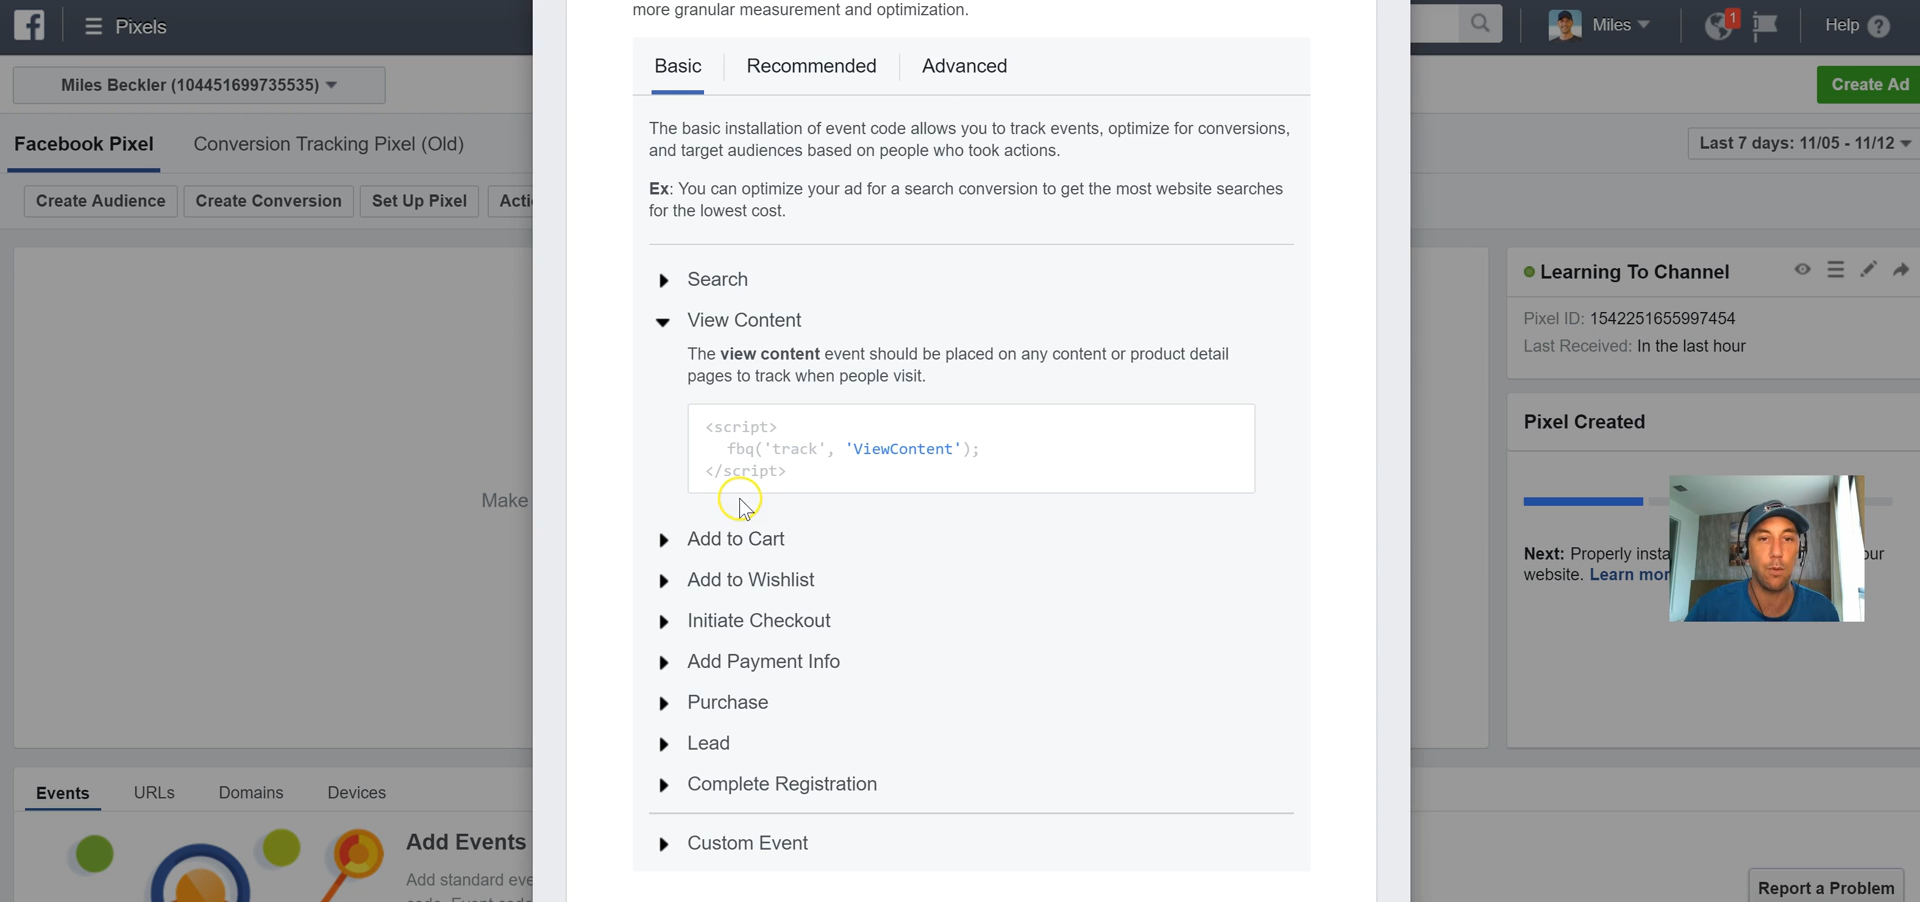 more granular measurement and optimization.
Pixels
Miles
1
Help
Miles Beckler (104451699735535)
Create Ad
Basic
Recommended
Advanced
Facebook Pixel
Conversion Tracking Pixel (Old)
Last 7 days: 11/05 - 11/12
The basic installation of event code allows you to track events, optimize for conversions,
and target audiences based on people who took actions.
Create Audience
Create Conversion
Set Up Pixel
Ex: You can optimize your ad for a search conversion to get the most website searches
for the lowest cost.
Search
View Content
The view content event should be placed on any content or product detail
pages to track when people visit.
<script>
fbq('track', 'ViewContent');
</script>
Make
Add to Cart
Add to Wishlist
Initiate Checkout
Add Payment Info
Purchase
Lead
Complete Registration
Custom Event
Learning To Channel
Pixel ID: 1542251655997454
Last Received: In the last hour
Pixel Created
Next: Properly
website. Learn
Events
URLs
Domains
Devices
Add Events
Add standard
code. Event
Report a Problem